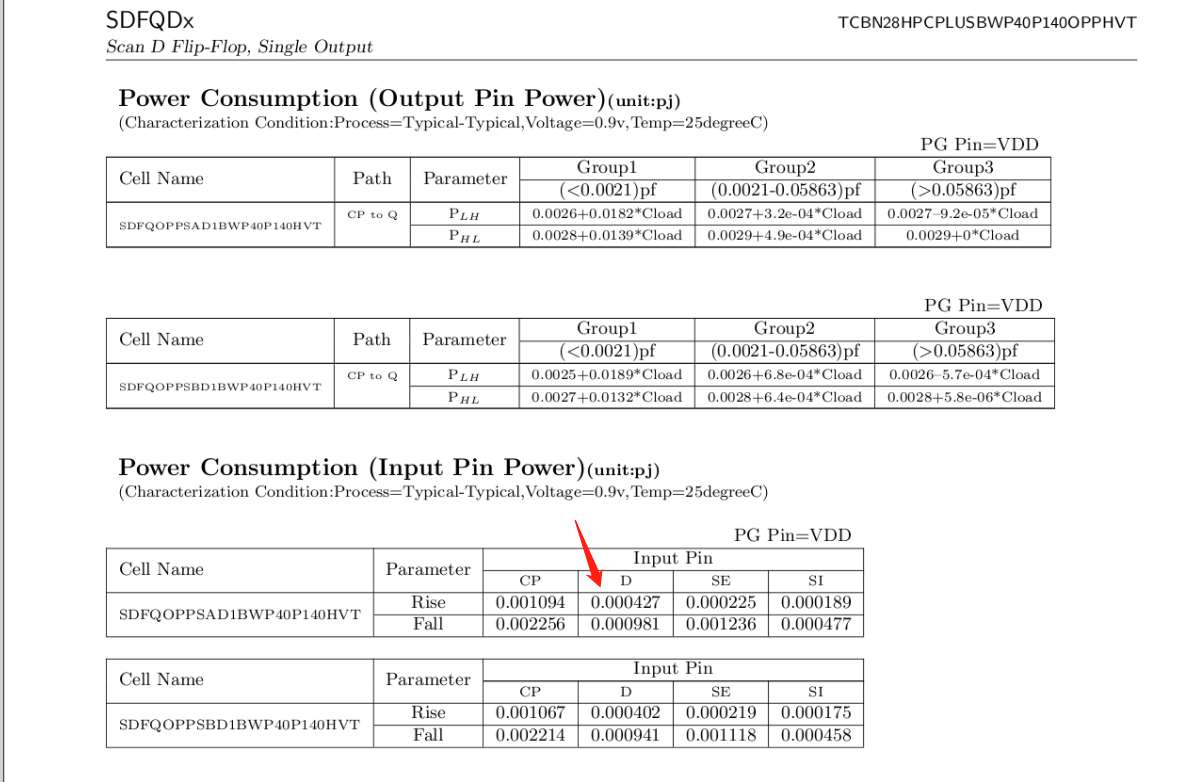 SDFQDx
TCBN28HPCPLUSBWP40P140OPPHVT
Scan D Flip-Flop, Single Output
Power Consumption (Output Pin Power)(unit:pj)
(Characterization Condition:Process=Typical-Typical,Voltage=0.9v,Temp=25degreeC)
PG Pin=VDD
Cell Name Path Parameter Group1 Group2 Group3
(<0.0021)pf (0.0021-0.05863)pf (>0.05863)pf
SDFQOPPSAD1BWP40P140HVT CP to Q PLH 0.0026+0.0182*Cload 0.0027+3.2e-04*Cload 0.0027–9.2e-05*Cload
PHL 0.0028+0.0139*Cload 0.0029+4.9e-04*Cload 0.0029+0*Cload
PG Pin=VDD
Cell Name Path Parameter Group1 Group2 Group3
(<0.0021)pf (0.0021-0.05863)pf (>0.05863)pf
SDFQOPPSBD1BWP40P140HVT CP to Q PLH 0.0025+0.0189*Cload 0.0026+6.8e-04*Cload 0.0026–5.7e-04*Cload
PHL 0.0027+0.0132*Cload 0.0028+6.4e-04*Cload 0.0028+5.8e-06*Cload
Power Consumption (Input Pin Power)(unit:pj)
(Characterization Condition:Process=Typical-Typical,Voltage=0.9v,Temp=25degreeC)
PG Pin=VDD
Cell Name Parameter Input Pin
CP D SE SI
SDFQOPPSAD1BWP40P140HVT Rise 0.001094 0.000427 0.000225 0.000189
Fall 0.002256 0.000981 0.001236 0.000477
Cell Name Parameter Input Pin
CP D SE SI
SDFQOPPSBD1BWP40P140HVT Rise 0.001067 0.000402 0.000219 0.000175
Fall 0.002214 0.000941 0.001118 0.000458